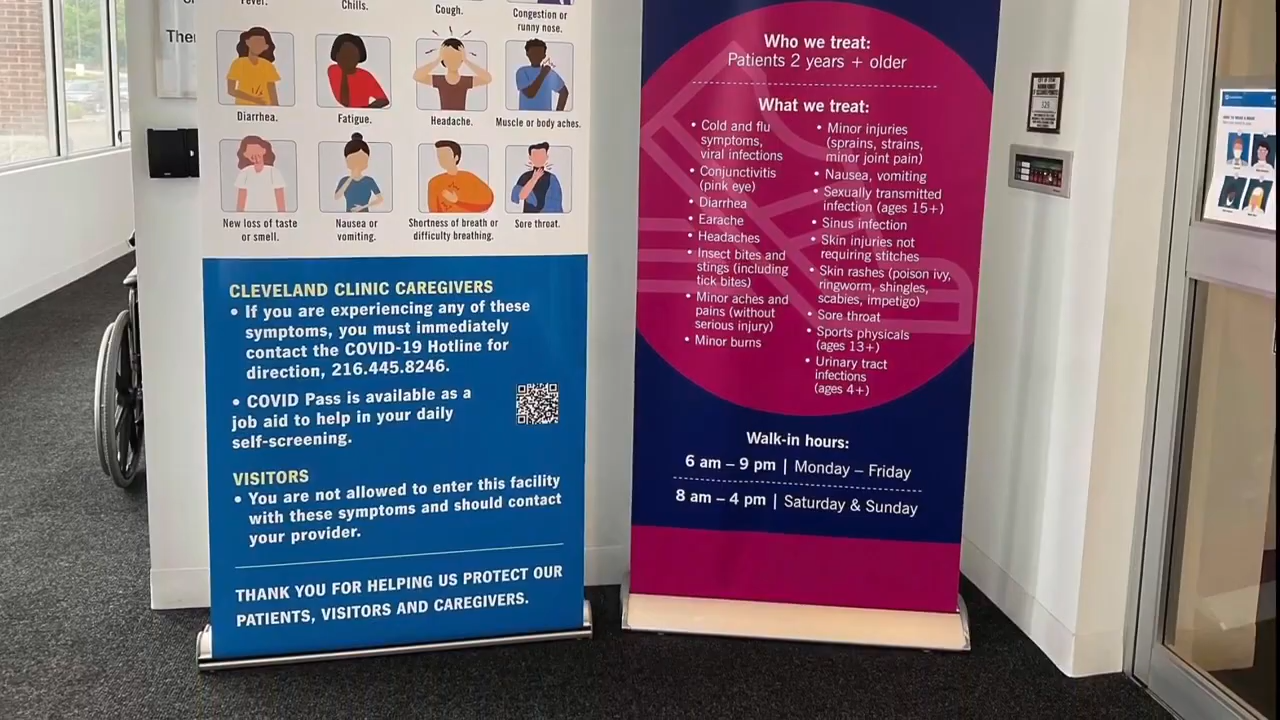 Fever.
Chills.
Cough.
Congestion or
runny nose.
Ther
Diarrhea.
Fatigue.
Headache.
Muscle or body aches.
New loss of taste
or smell.
Nausea or
vomiting.
Shortness of breath or
difficulty breathing.
Sore throat.
CLEVELAND CLINIC CAREGIVERS
• If you are experiencing any of these
symptoms, you must immediately
contact the COVID-19 Hotline for
direction, 216.445.8246.
• COVID Pass is available as a
job aid to help in your daily
self-screening.
VISITORS
• You are not allowed to enter this facility
with these symptoms and should contact
your provider.
THANK YOU FOR HELPING US PROTECT OUR
PATIENTS, VISITORS AND CAREGIVERS.
Who we treat:
Patients 2 years + older
What we treat:
• Cold and flu
symptoms,
viral infections
• Conjunctivitis
(pink eye)
• Diarrhea
• Earache
• Headaches
• Insect bites and
stings (including
tick bites)
• Minor aches and
pains (without
serious injury)
• Minor burns
• Minor injuries
(sprains, strains,
minor joint pain)
• Nausea, vomiting
• Sexually transmitted
infection (ages 15+)
• Sinus infection
• Skin injuries not
requiring stitches
• Skin rashes (poison ivy,
ringworm, shingles,
scabies, impetigo)
• Sore throat
• Sports physicals
(ages 13+)
• Urinary tract
infections
(ages 4+)
Walk-in hours:
6 am – 9 pm | Monday – Friday
8 am – 4 pm | Saturday & Sunday